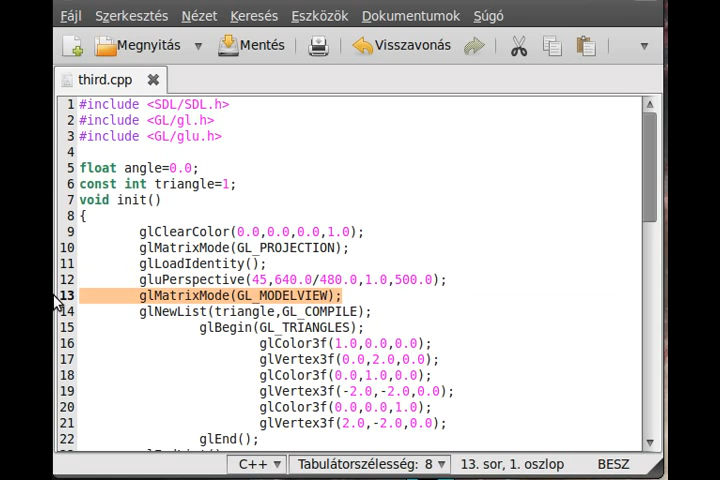 Fájl Szerkesztés Nézet Keresés Eszközök Dokumentumok Súgó
Megnyitás Mentés Visszavonás
third.cpp
1 #include <SDL/SDL.h>
2 #include <GL/gl.h>
3 #include <GL/glu.h>
4
5 float angle=0.0;
6 const int triangle=1;
7 void init()
8 {
9 glClearColor(0.0,0.0,0.0,1.0);
10 glMatrixMode(GL_PROJECTION);
11 glLoadIdentity();
12 gluPerspective(45,640.0/480.0,1.0,500.0);
13 glMatrixMode(GL_MODELVIEW);
14 glNewList(triangle,GL_COMPILE);
15 glBegin(GL_TRIANGLES);
16 glColor3f(1.0,0.0,0.0);
17 glVertex3f(0.0,2.0,0.0);
18 glColor3f(0.0,1.0,0.0);
19 glVertex3f(-2.0,-2.0,0.0);
20 glColor3f(0.0,0.0,1.0);
21 glVertex3f(2.0,-2.0,0.0);
22 glEnd();
C++ Tabulátorszélesség: 8 13. sor, 1. oszlop BESZ